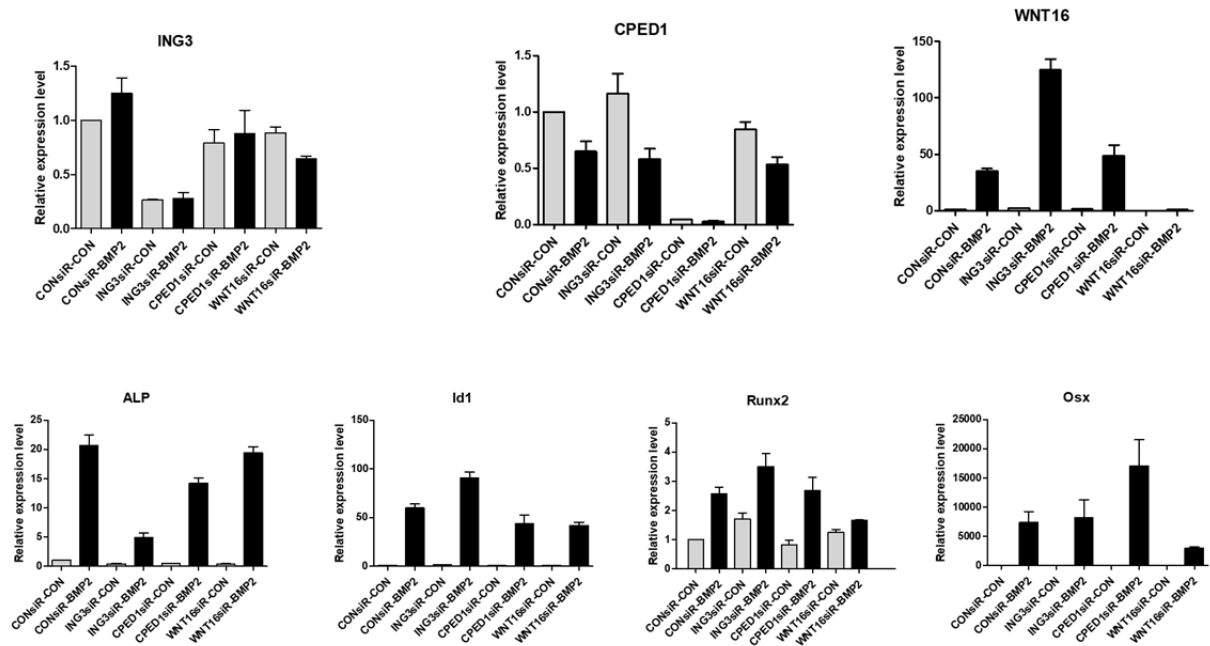 ING3
Relative expression level
1.5
1.0
0.5
0.0
CONsiR-CON
CONsiR-BMP2
ING3siR-CON
ING3siR-BMP2
CPED1siR-CON
CPED1siR-BMP2
WNT16siR-CON
WNT16siR-BMP2
CPED1
Relative expression level
1.5
1.0
0.5
0.0
CONsiR-CON
CONsiR-BMP2
ING3siR-CON
ING3siR-BMP2
CPED1siR-CON
CPED1siR-BMP2
WNT16siR-CON
WNT16siR-BMP2
WNT16
Relative expression level
150
100
50
0
CONsiR-CON
CONsiR-BMP2
ING3siR-CON
ING3siR-BMP2
CPED1siR-CON
CPED1siR-BMP2
WNT16siR-CON
WNT16siR-BMP2
ALP
Relative expression level
25
20
15
10
5
0
CONsiR-CON
CONsiR-BMP2
ING3siR-CON
ING3siR-BMP2
CPED1siR-CON
CPED1siR-BMP2
WNT16siR-CON
WNT16siR-BMP2
Id1
Relative expression level
150
100
50
0
CONsiR-CON
CONsiR-BMP2
ING3siR-CON
ING3siR-BMP2
CPED1siR-CON
CPED1siR-BMP2
WNT16siR-CON
WNT16siR-BMP2
Runx2
Relative expression level
5
4
3
2
1
0
CONsiR-CON
CONsiR-BMP2
ING3siR-CON
ING3siR-BMP2
CPED1siR-CON
CPED1siR-BMP2
WNT16siR-CON
WNT16siR-BMP2
Osx
Relative expression level
25000
20000
15000
10000
5000
0
CONsiR-CON
CONsiR-BMP2
ING3siR-CON
ING3siR-BMP2
CPED1siR-CON
CPED1siR-BMP2
WNT16siR-CON
WNT16siR-BMP2